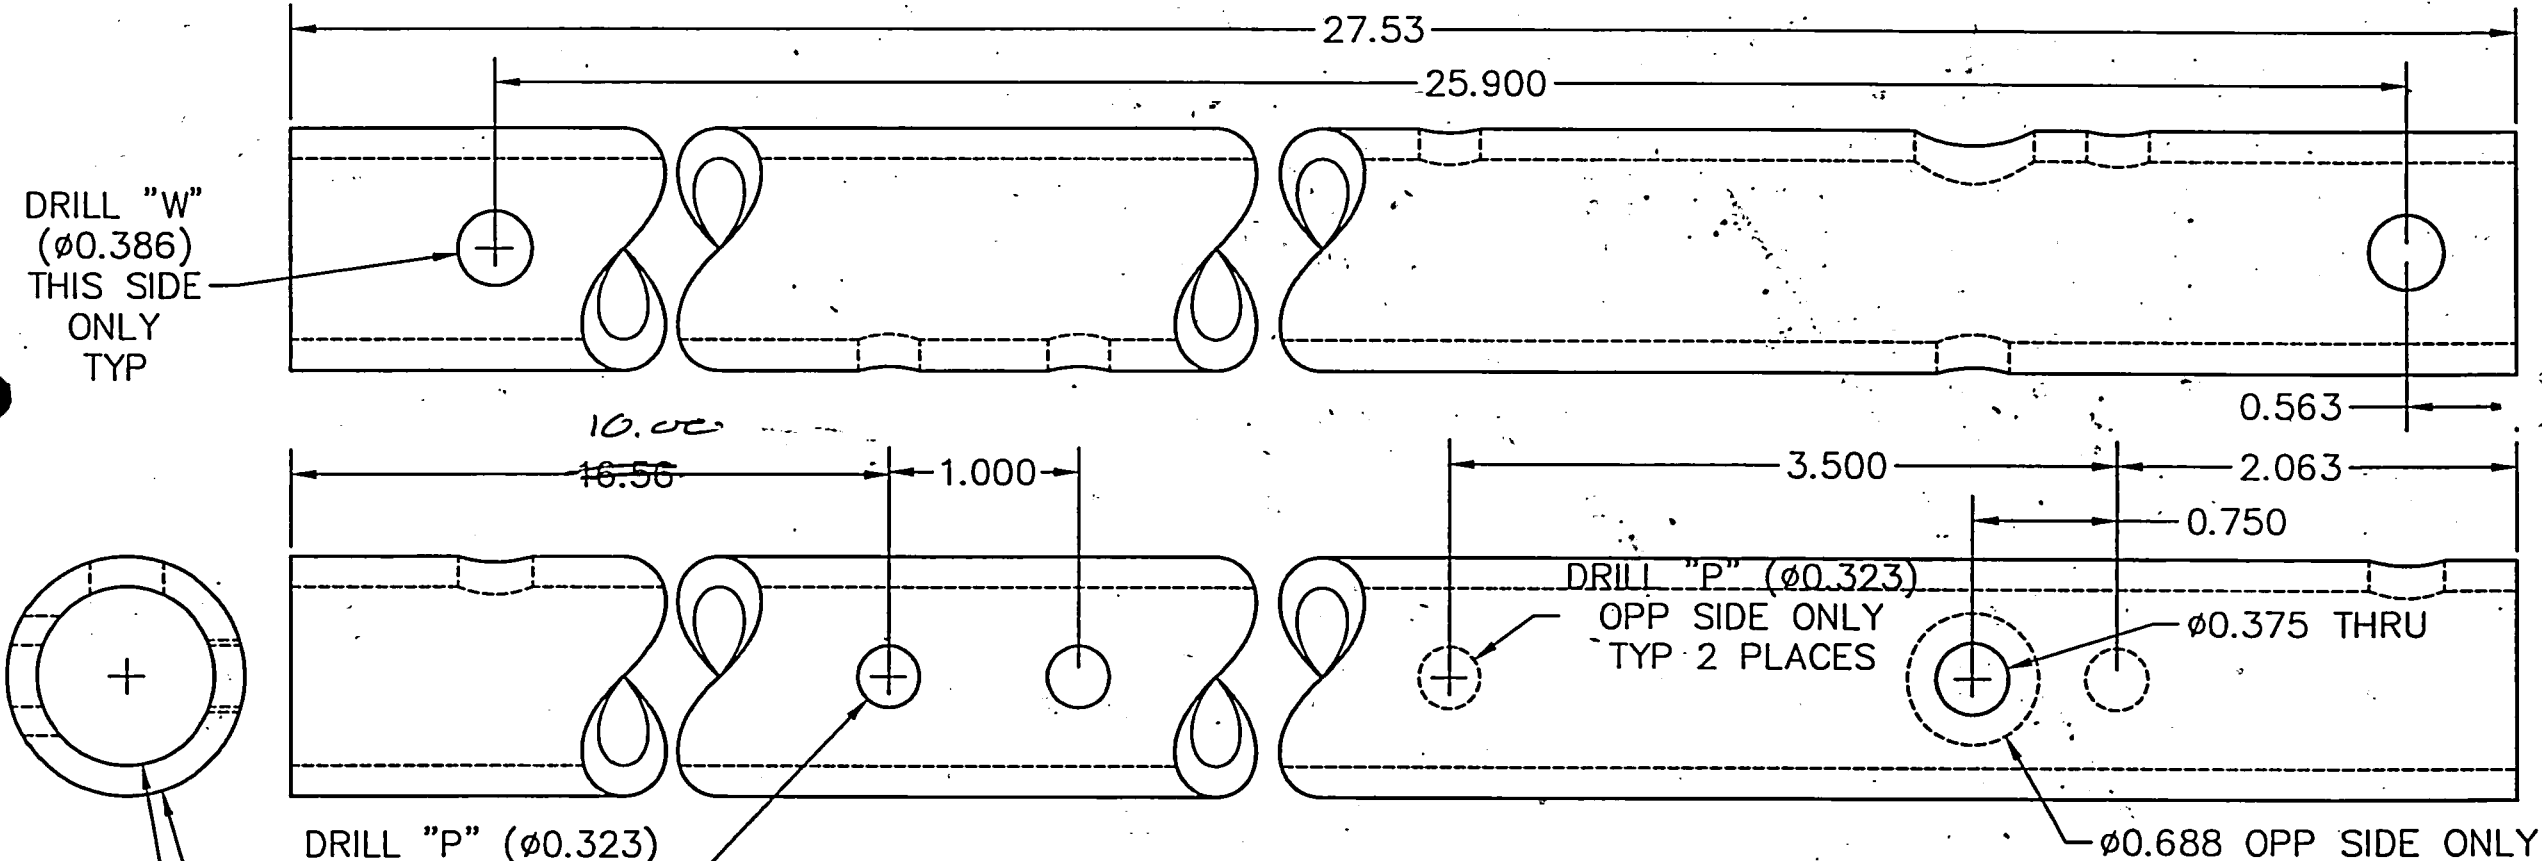 27.53
25.900
DRILL "W"
(ø0.386)
THIS SIDE
ONLY
TYP
0.563
10.00
16.56
1.000
3.500
2.063
0.750
DRILL "P" (ø0.323)
OPP SIDE ONLY
TYP 2 PLACES
ø0.375 THRU
DRILL "P" (ø0.323)
ø0.688 OPP SIDE ONLY